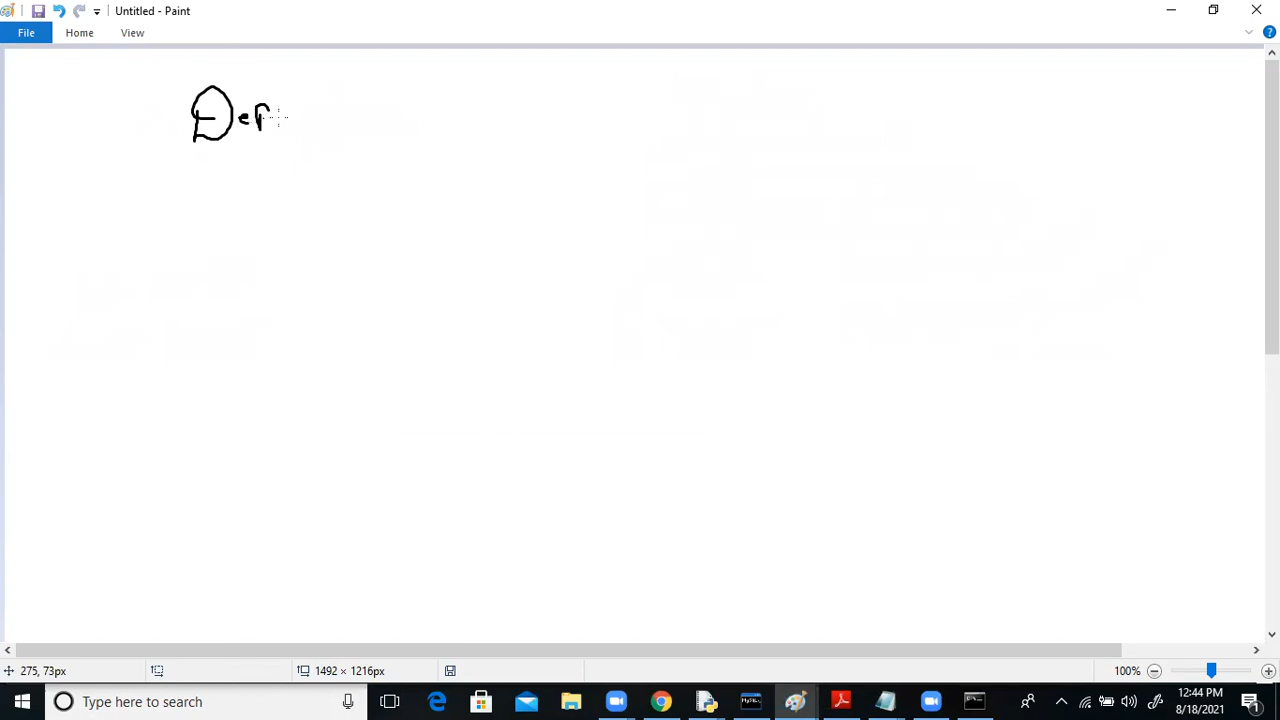 Untitled - Paint
File Home View
Def
275, 73px 1492 × 1216px 100%
Type here to search
12:44 PM
8/18/2021